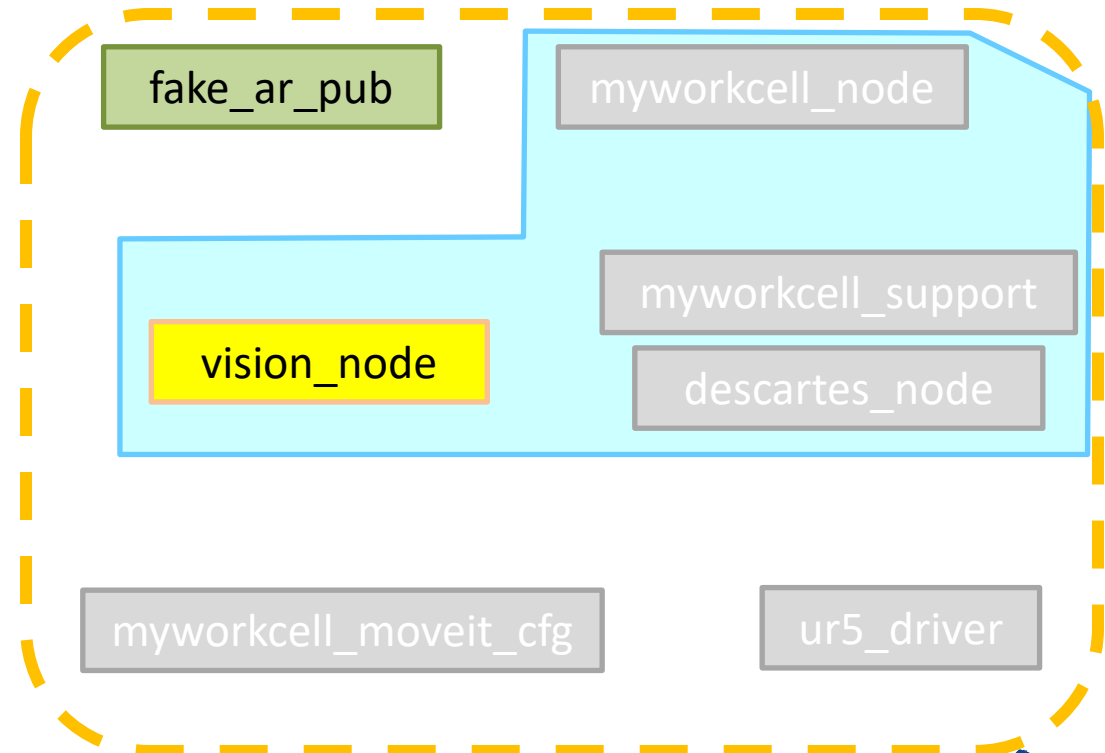 fake_ar_pub
myworkcell_node
myworkcell_support
vision_node
descartes_node
myworkcell_moveit_cfg
ur5_driver